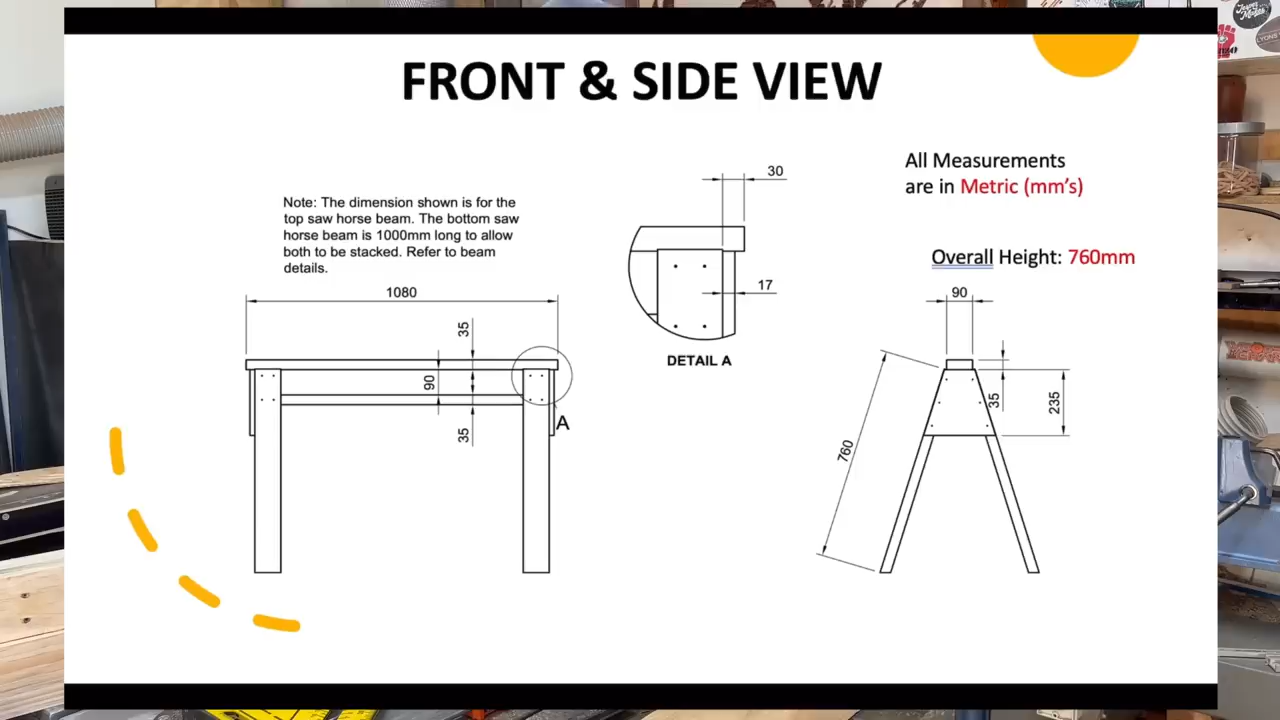 FRONT & SIDE VIEW
All Measurements
are in Metric (mm's)
Overall Height: 760mm
Note: The dimension shown is for the
top saw horse beam. The bottom saw
horse beam is 1000mm long to allow
both to be stacked. Refer to beam
details.
1080
35
90
35
A
30
17
DETAIL A
90
35
235
760